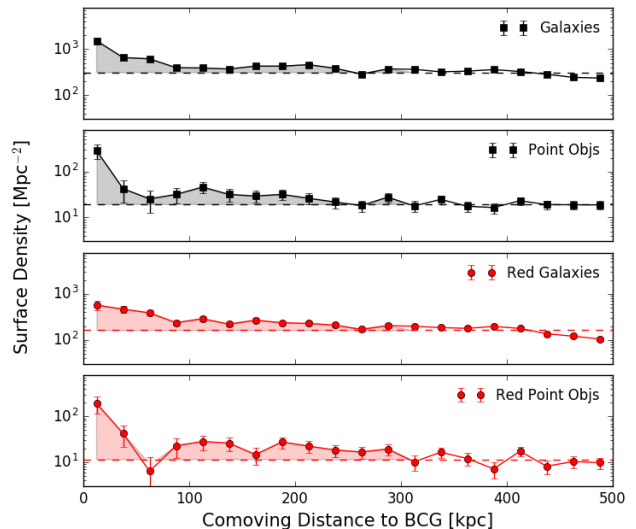 10³
10²
Galaxies
10²
10¹
Point Objs
10³
10²
Red Galaxies
10²
10¹
Red Point Objs
0
100
200
300
400
500
Surface Density [Mpc⁻²]
Comoving Distance to BCG [kpc]